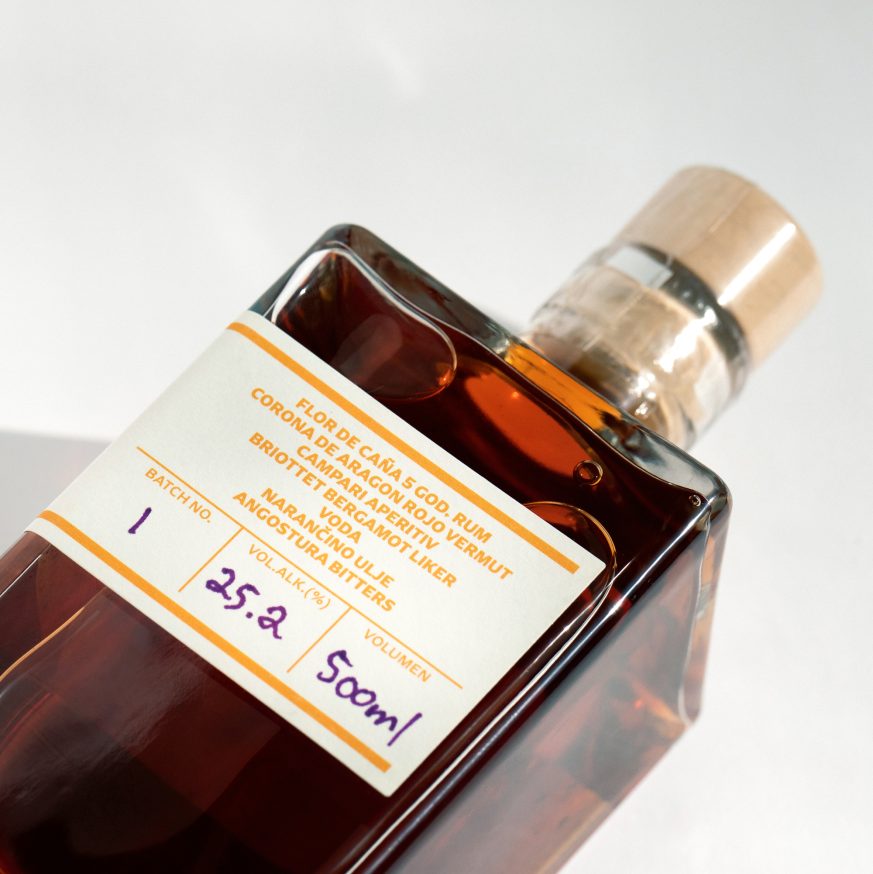 FLOR DE CAÑA 5 GOD. RUM
CORONA DE ARAGON ROJO VERMUT
CAMPARI APERITIV
BRIOTTET BERGAMOT LIKER
VODA
NARANČINO ULJE
ANGOSTURA BITTERS
BATCH NO.
1
VOL.ALK.(%)
25.2
VOLUMEN
500ml